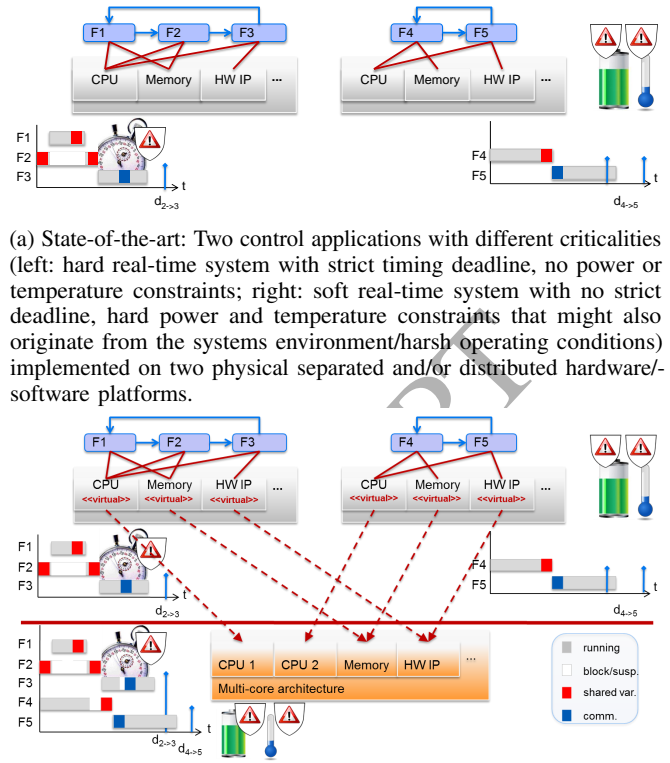 F1 F2 F3 F4 F5
CPU Memory HW IP ... CPU Memory HW IP ...
F1
F2
F3
t
d2->3
F4
F5
t
d4->5
(a) State-of-the-art: Two control applications with different criticalities
(left: hard real-time system with strict timing deadline, no power or
temperature constraints; right: soft real-time system with no strict
deadline, hard power and temperature constraints that might also
originate from the systems environment/harsh operating conditions)
implemented on two physical separated and/or distributed hardware/-
software platforms.
F1 F2 F3 F4 F5
CPU Memory HW IP ... CPU Memory HW IP ...
<<virtual>> <<virtual>> <<virtual>> <<virtual>> <<virtual>> <<virtual>>
F1
F2
F3
t
d2->3
F4
F5
t
d4->5
F1
F2
F3
F4
F5
t
d2->3
d4->5
CPU 1 CPU 2 Memory HW IP ...
Multi-core architecture
running
block/susp.
shared var.
comm.